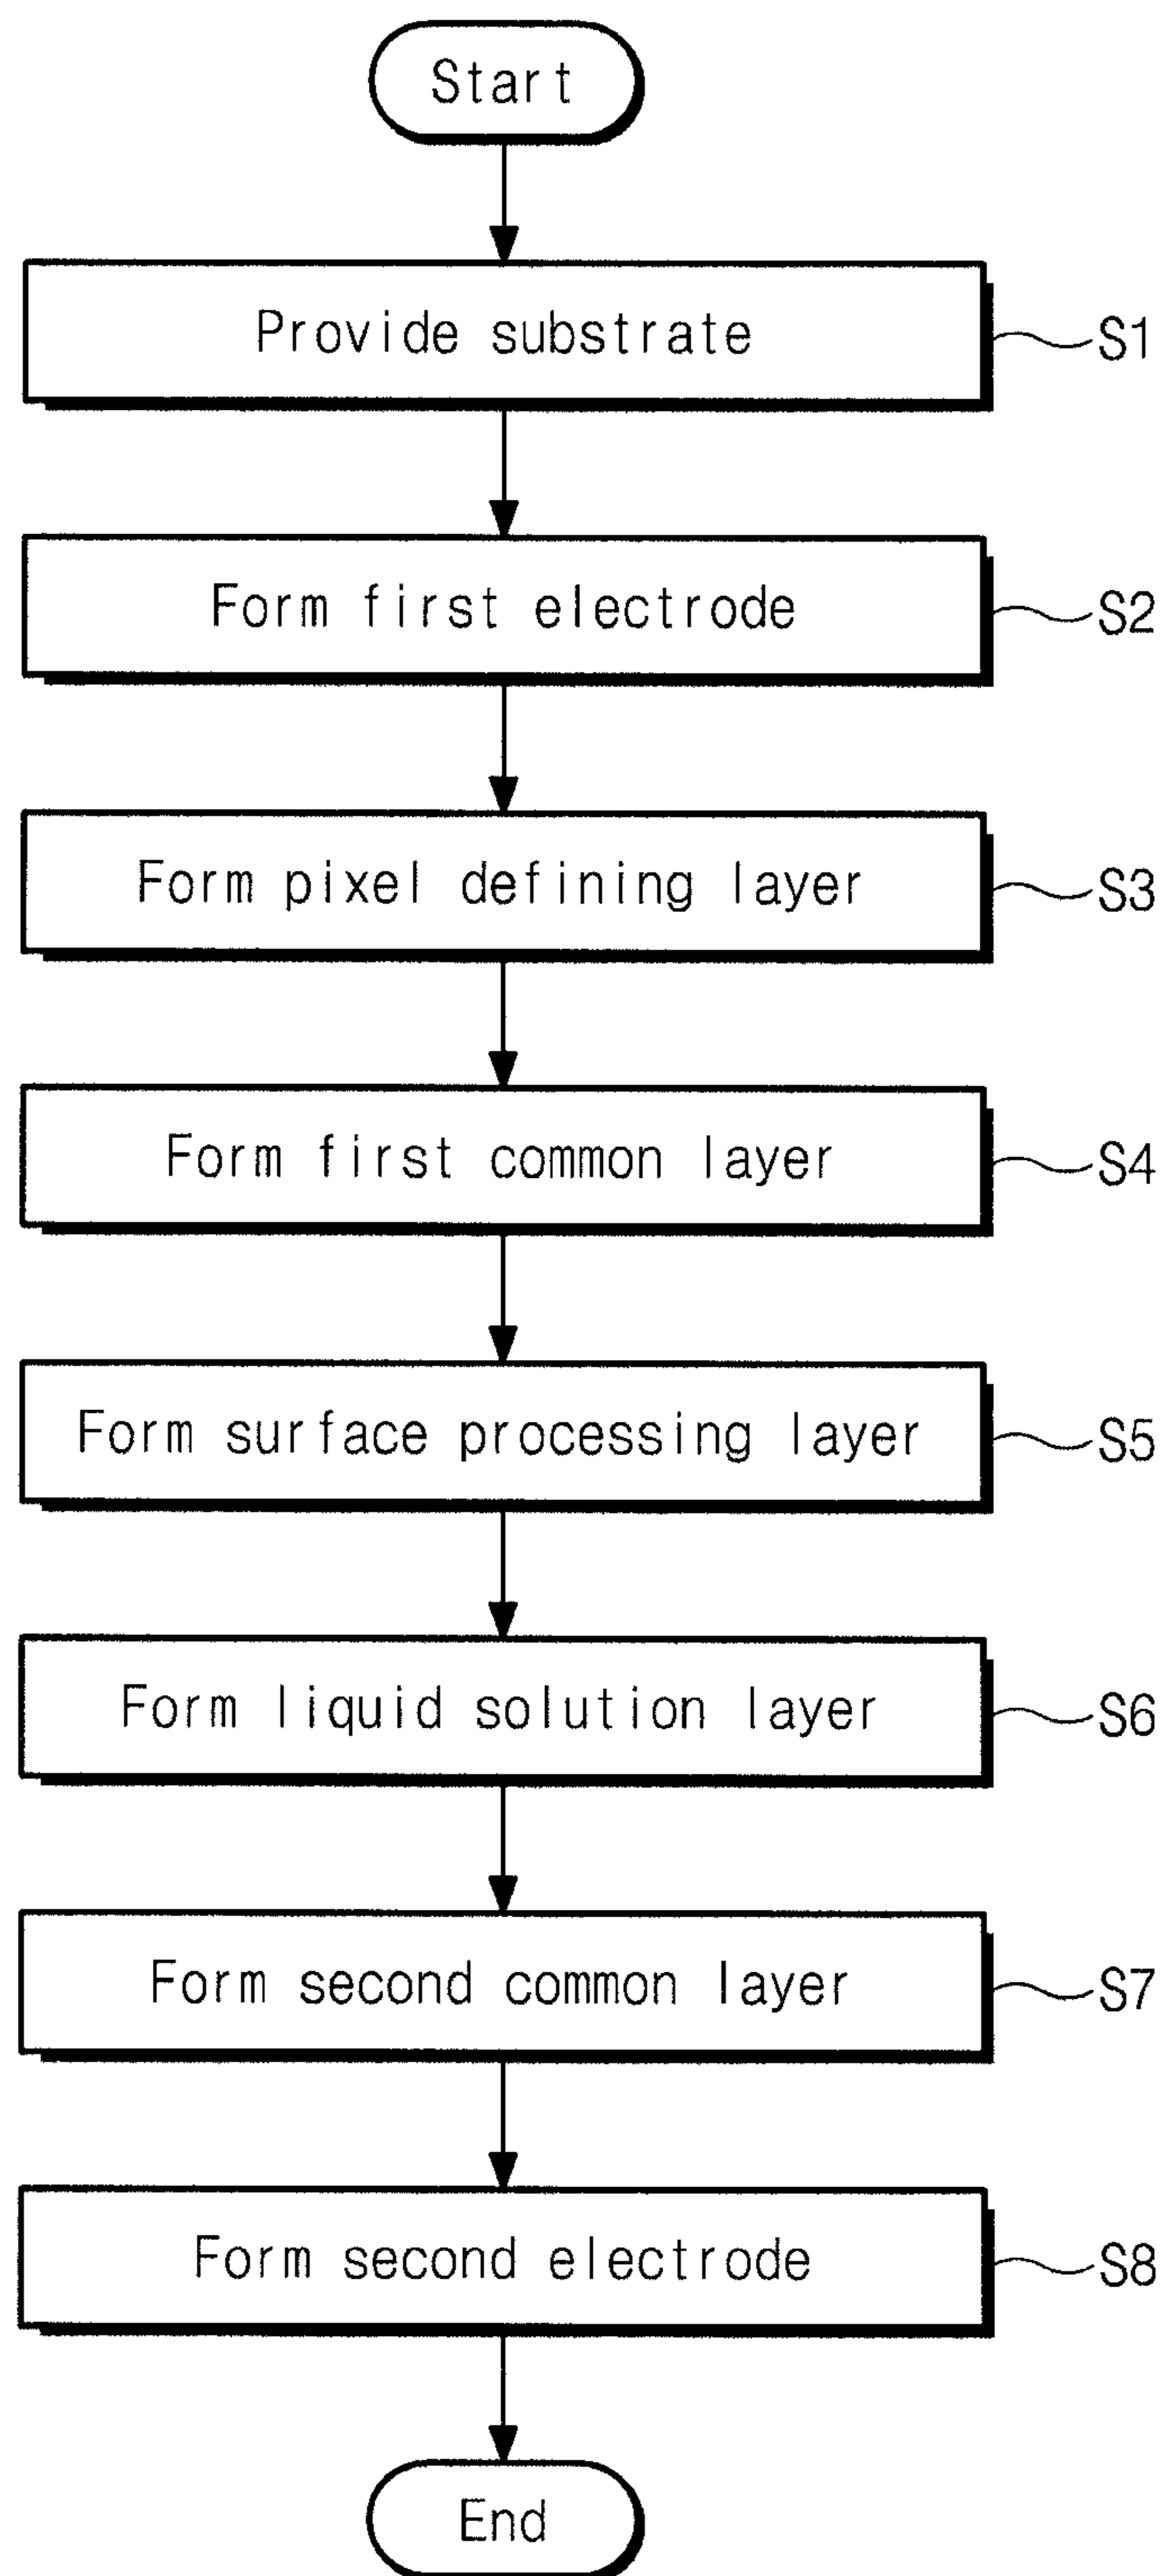 Start
Provide substrate
S1
Form first electrode
S2
Form pixel defining layer
S3
Form first common layer
S4
Form surface processing layer
S5
Form liquid solution layer
S6
Form second common layer
S7
Form second electrode
S8
End